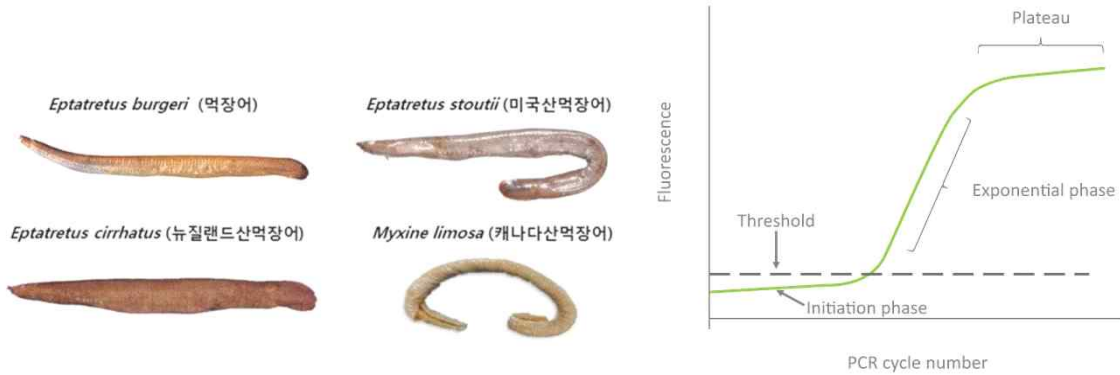 Eptatretus burgeri (먹장어)
Eptatretus stoutii (미국산먹장어)
Eptatretus cirrhatus (뉴질랜드산먹장어)
Myxine limosa (캐나다산먹장어)
Plateau
Fluorescence
Exponential phase
Threshold
Initiation phase
PCR cycle number